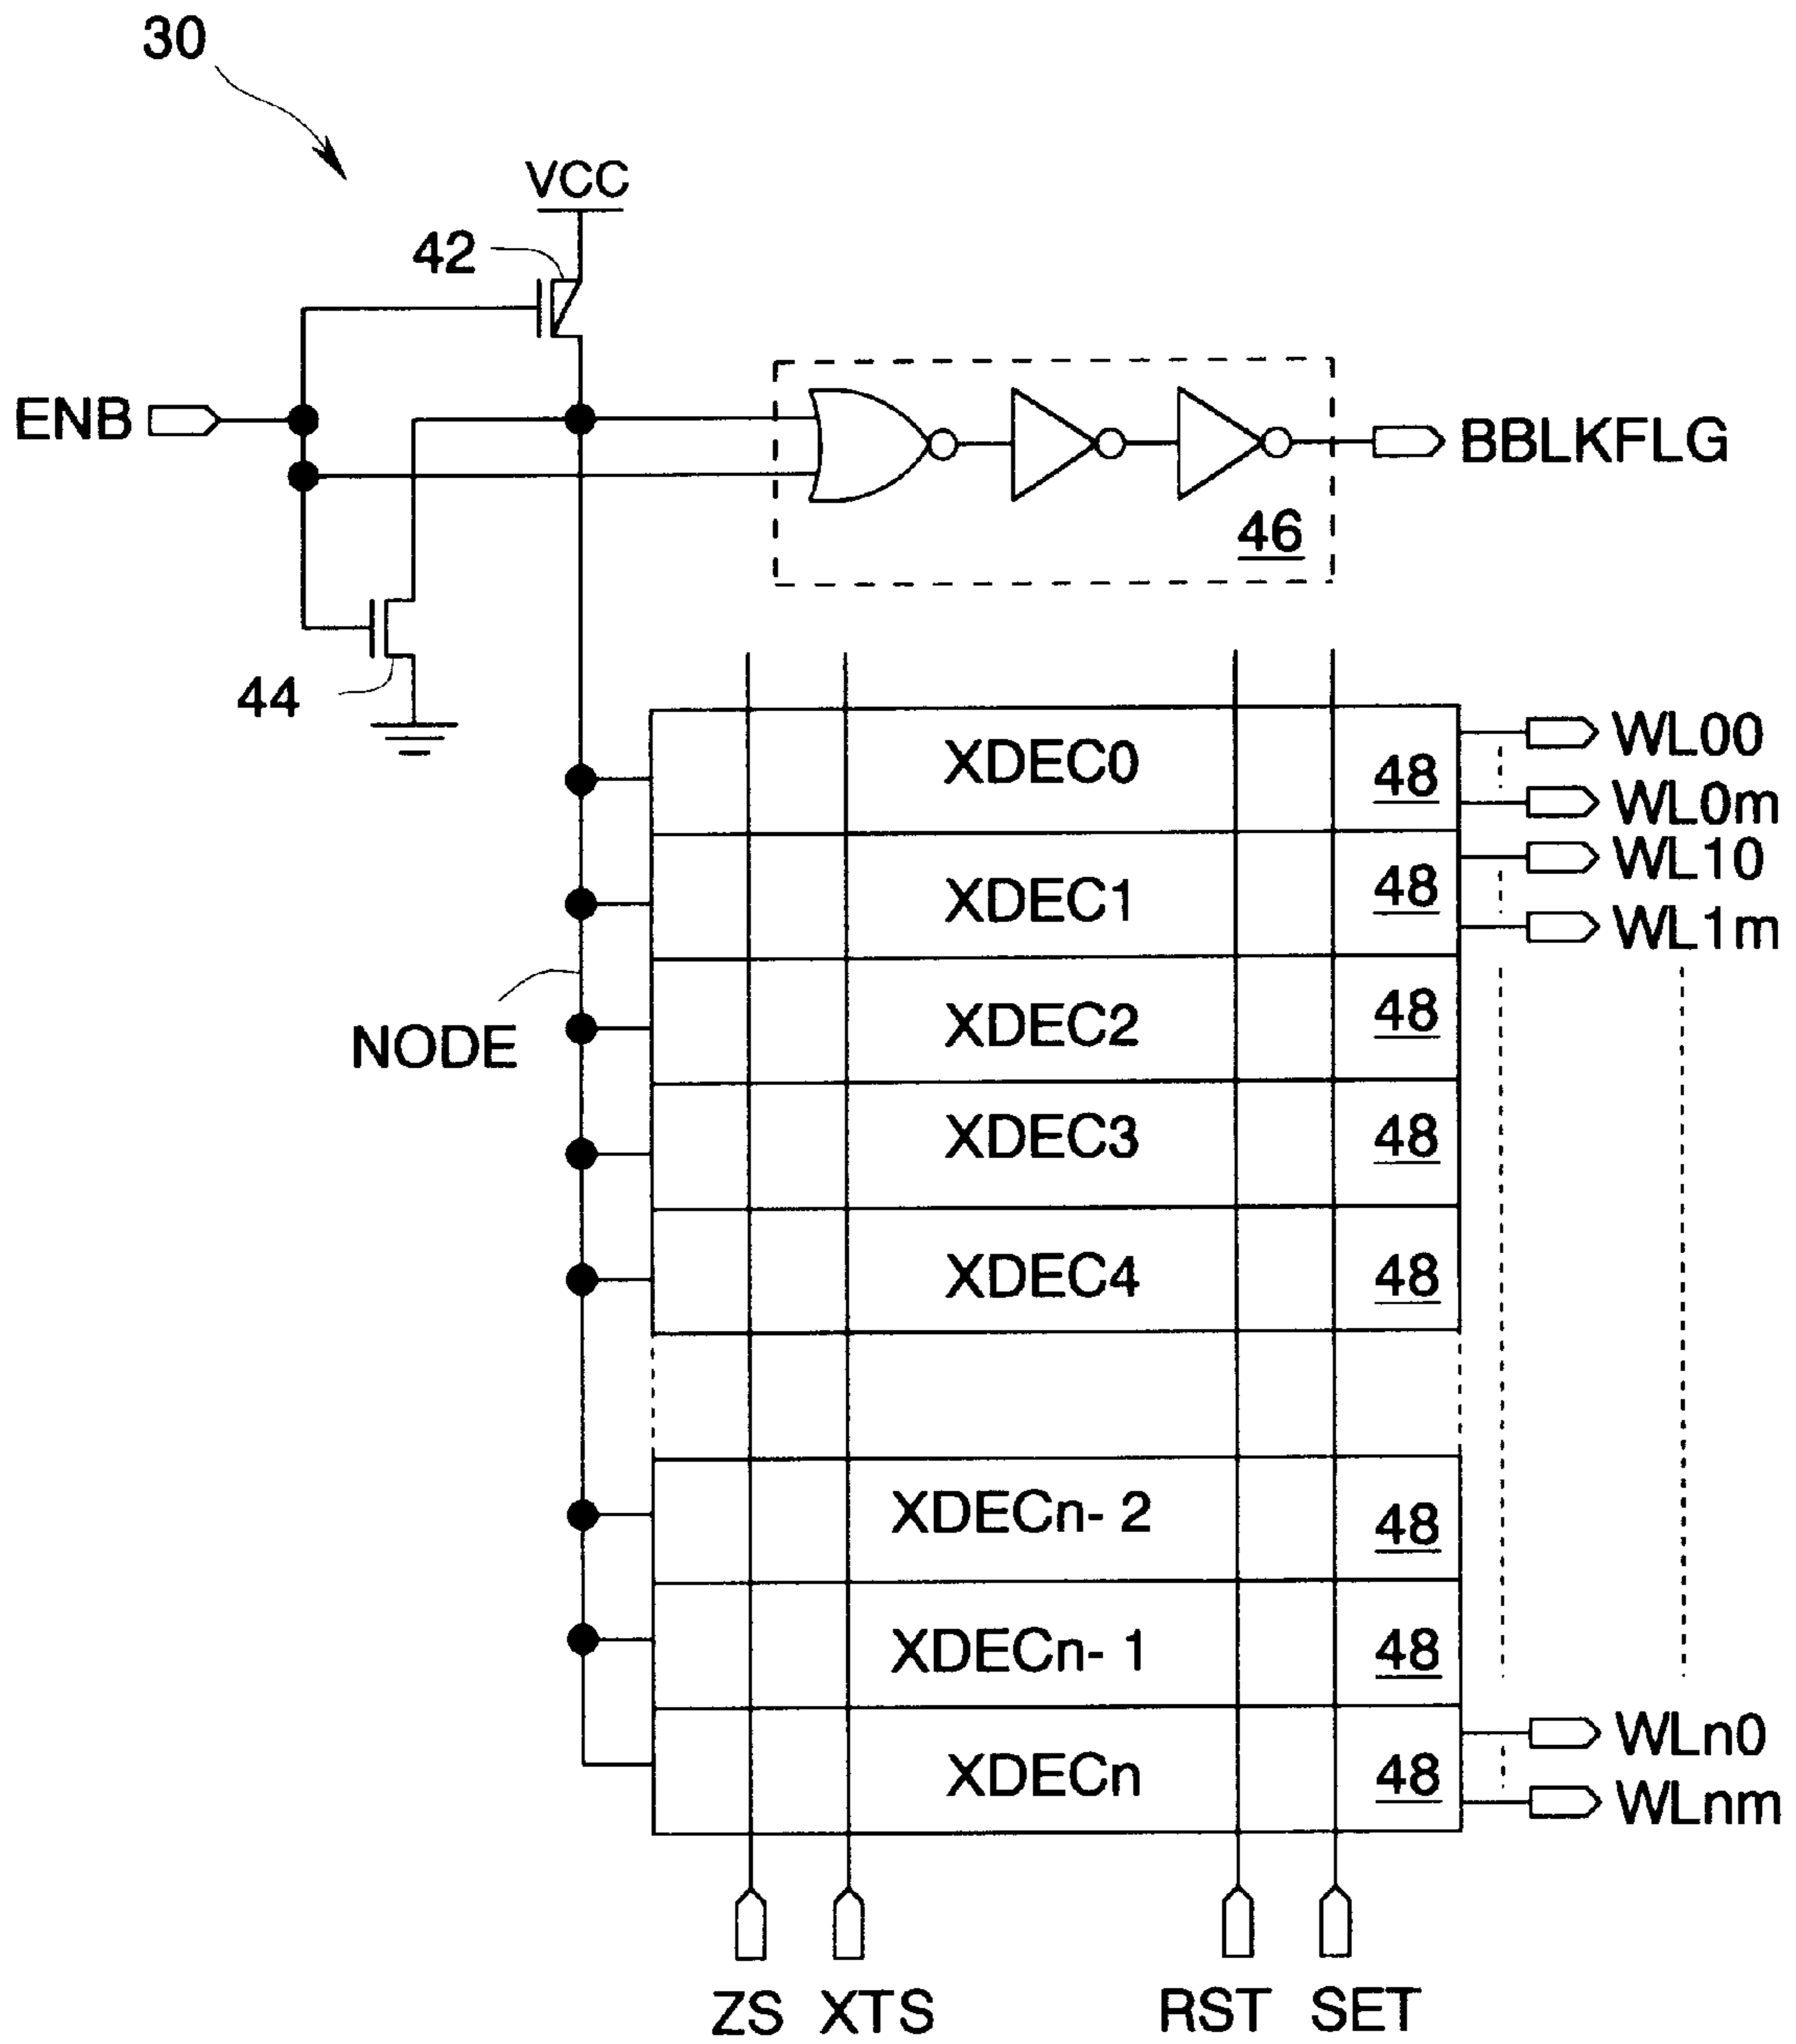 30
VCC
42
ENB
BBLKFLG
46
44
XDEC0 48 WL00
WL0m
XDEC1 48 WL10
WL1m
XDEC2 48
NODE
XDEC3 48
XDEC4 48
XDECn- 2 48
XDECn- 1 48
XDECn 48 WLn0
WLnm
ZS XTS RST SET